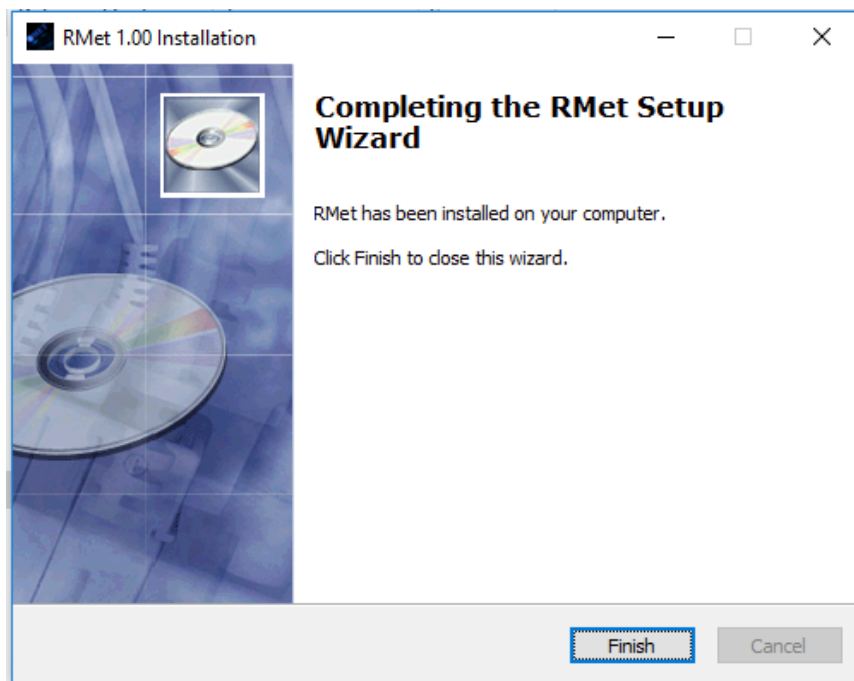 RMet 1.00 Installation
Completing the RMet Setup
Wizard
RMet has been installed on your computer.
Click Finish to close this wizard.
Finish
Cancel